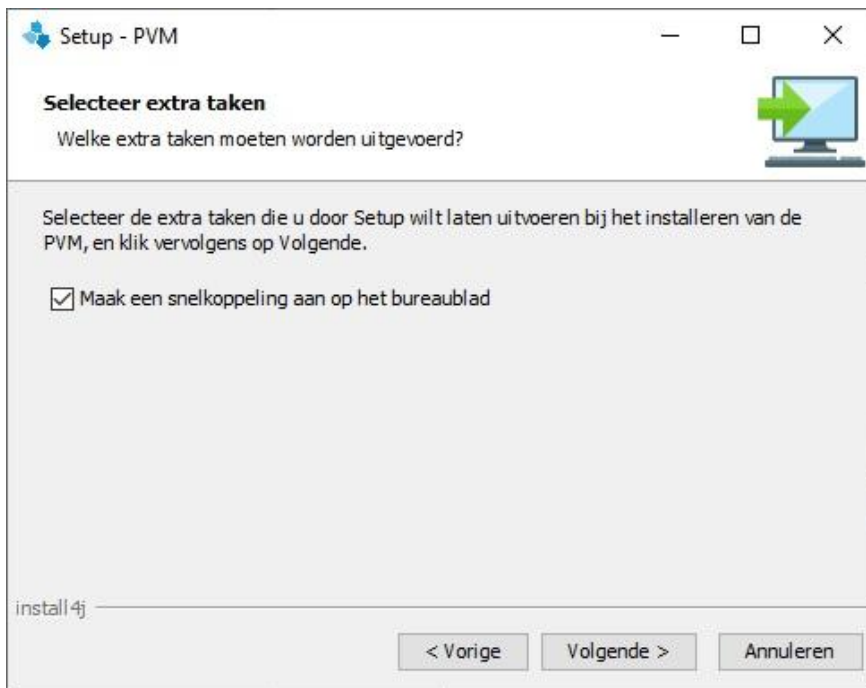 Setup - PVM
Selecteer extra taken
Welke extra taken moeten worden uitgevoerd?
Selecteer de extra taken die u door Setup wilt laten uitvoeren bij het installeren van de
PVM, en klik vervolgens op Volgende.
Maak een snelkoppeling aan op het bureaublad
install4j
< Vorige Volgende > Annuleren